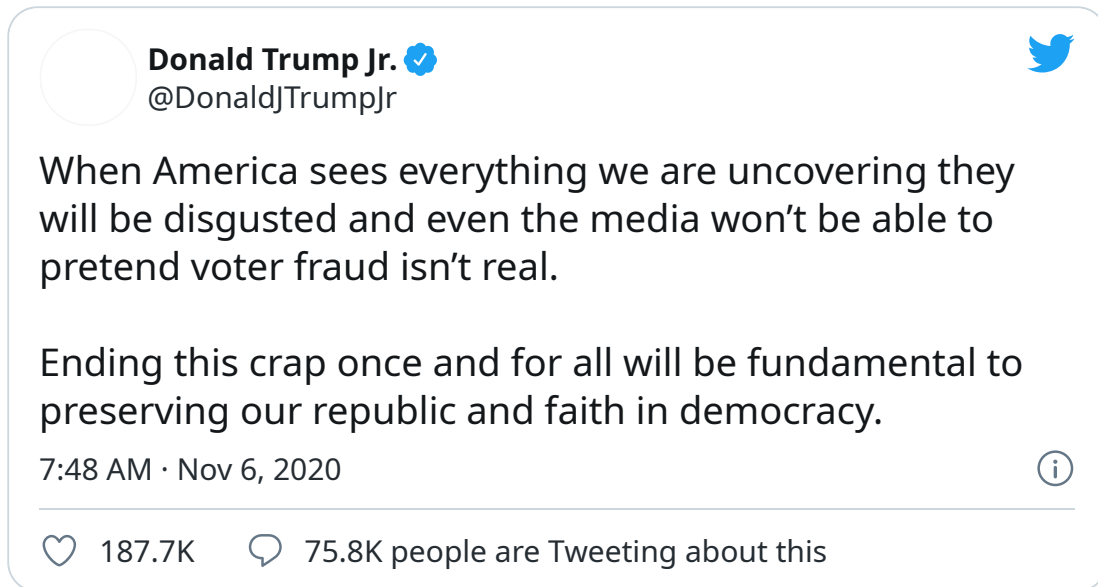 Donald Trump Jr.
@DonaldJTrumpJr
When America sees everything we are uncovering they
will be disgusted and even the media won’t be able to
pretend voter fraud isn’t real.
Ending this crap once and for all will be fundamental to
preserving our republic and faith in democracy.
7:48 AM · Nov 6, 2020
187.7K 75.8K people are Tweeting about this